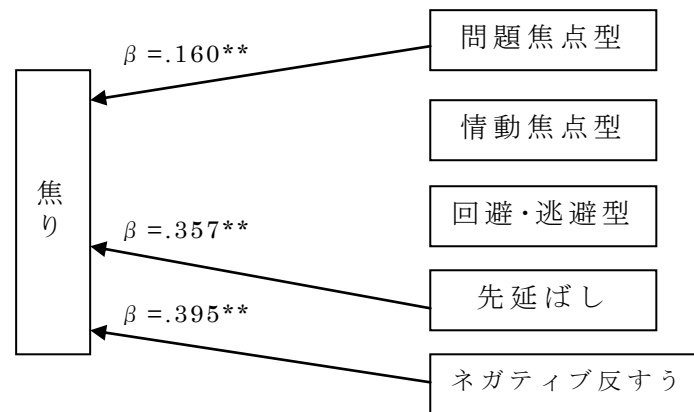 問題焦点型
β=.160**
情動焦点型
焦り
回避・逃避型
β=.357**
先延ばし
β=.395**
ネガティブ反すう